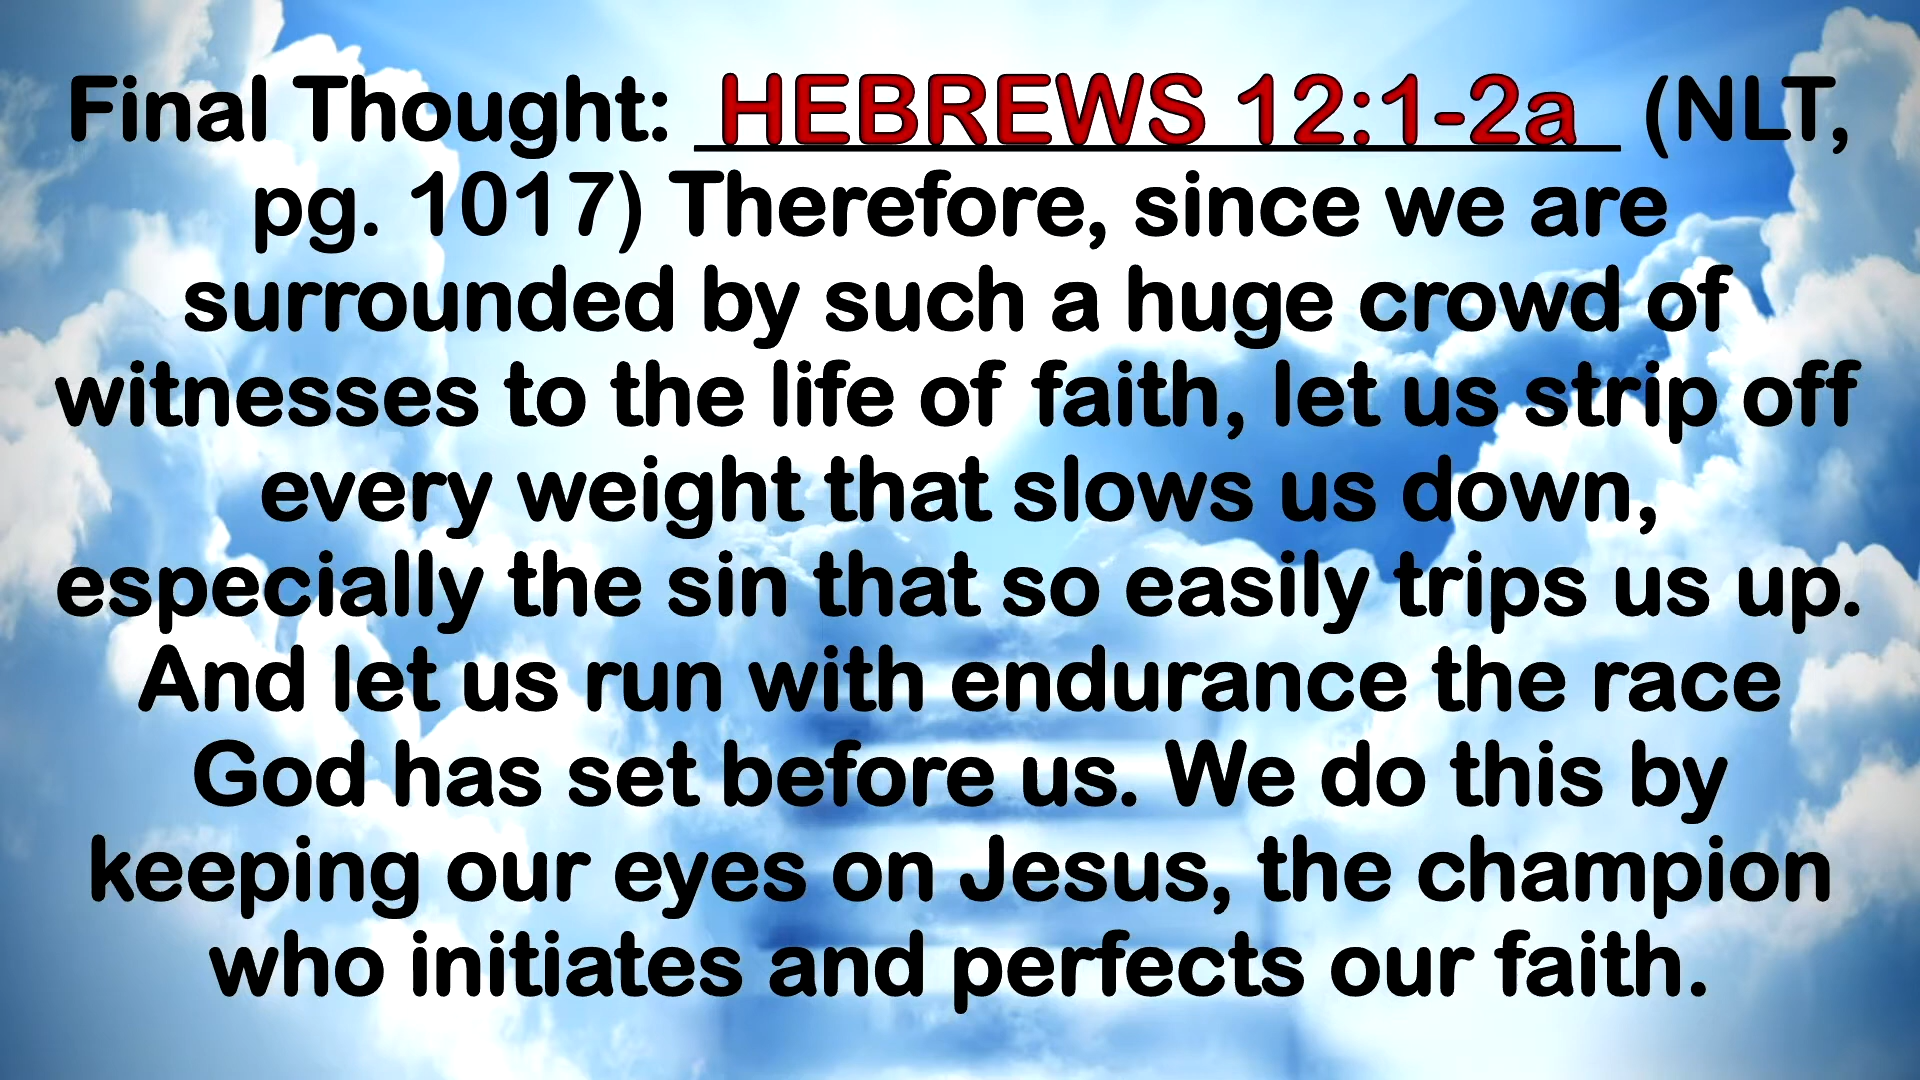 Final Thought: HEBREWS 12:1-2a (NLT,
pg. 1017) Therefore, since we are
surrounded by such a huge crowd of
witnesses to the life of faith, let us strip off
every weight that slows us down,
especially the sin that so easily trips us up.
And let us run with endurance the race
God has set before us. We do this by
keeping our eyes on Jesus, the champion
who initiates and perfects our faith.